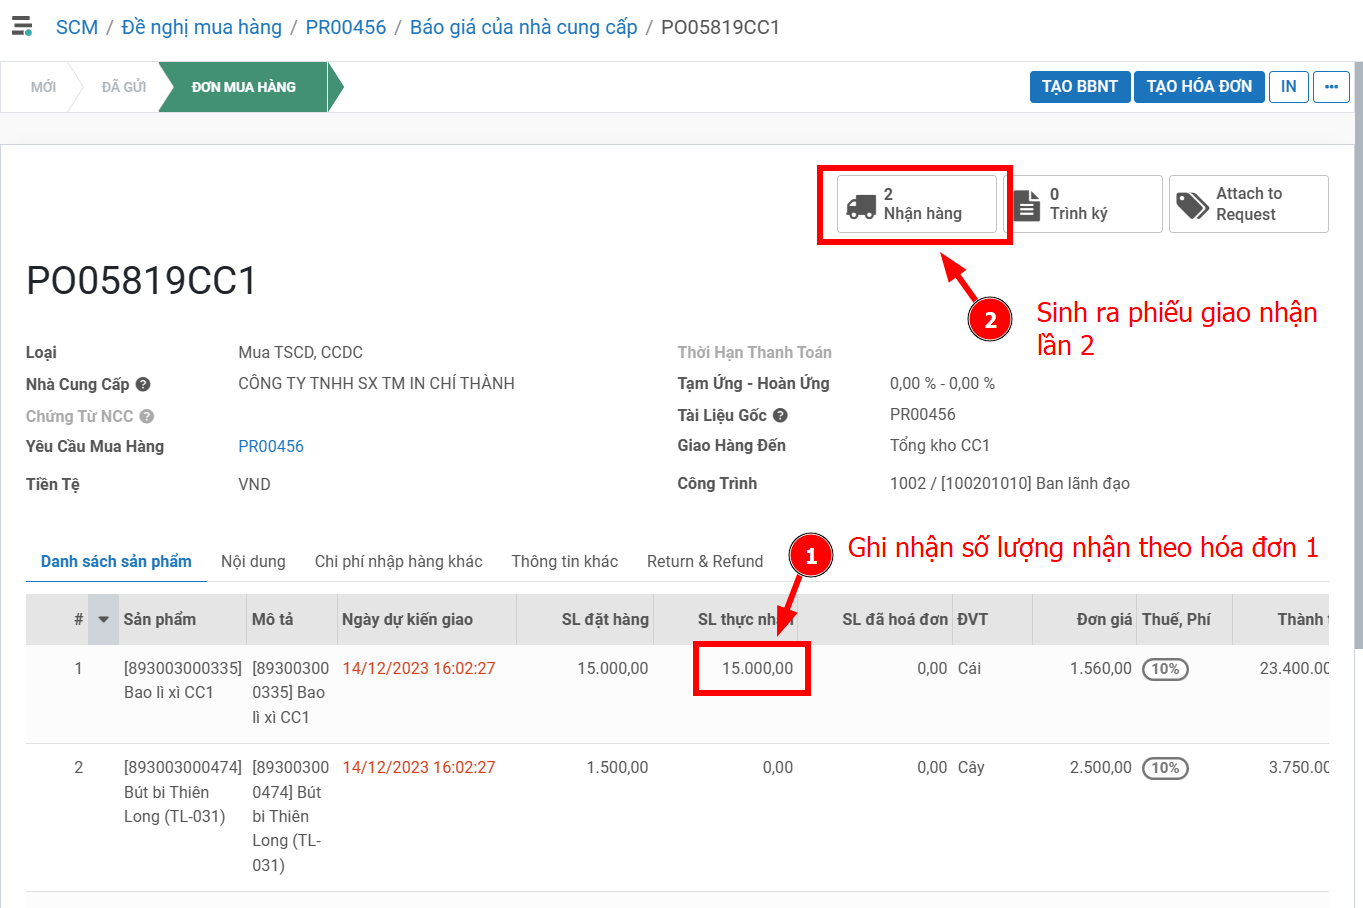 SCM / Đề nghị mua hàng / PR00456 / Báo giá của nhà cung cấp / PO05819CC1
MỚI ĐÃ GỬI ĐƠN MUA HÀNG TẠO BBNT TẠO HÓA ĐƠN IN ...
2
Nhận hàng
0
Trình ký
Attach to
Request
PO05819CC1
2
Sinh ra phiếu giao nhận
lần 2
Loại Mua TSCD, CCDC
Nhà Cung Cấp ? CÔNG TY TNHH SX TM IN CHÍ THÀNH
Chứng Từ NCC ?
Yêu Cầu Mua Hàng PR00456
Tiền Tệ VND
Thời Hạn Thanh Toán
Tạm Ứng - Hoàn Ứng 0,00 % - 0,00 %
Tài Liệu Gốc ? PR00456
Giao Hàng Đến Tổng kho CC1
Công Trình 1002 / [100201010] Ban lãnh đạo
1 Ghi nhận số lượng nhận theo hóa đơn 1
Danh sách sản phẩm Nội dung Chi phí nhập hàng khác Thông tin khác Return & Refund
# Sản phẩm Mô tả Ngày dự kiến giao SL đặt hàng SL thực nhận SL đã hoá đơn ĐVT Đơn giá Thuế, Phí Thành
1 [893003000335] [89300300 14/12/2023 16:02:27 15.000,00 15.000,00 0,00 Cái 1.560,00 10% 23.400.00
Bao lì xì CC1 0335] Bao
lì xì CC1
2 [893003000474] [89300300 14/12/2023 16:02:27 1.500,00 0,00 0,00 Cây 2.500,00 10% 3.750.00
Bút bi Thiên 0474] Bút
Long (TL-031) bi Thiên
Long (TL-
031)